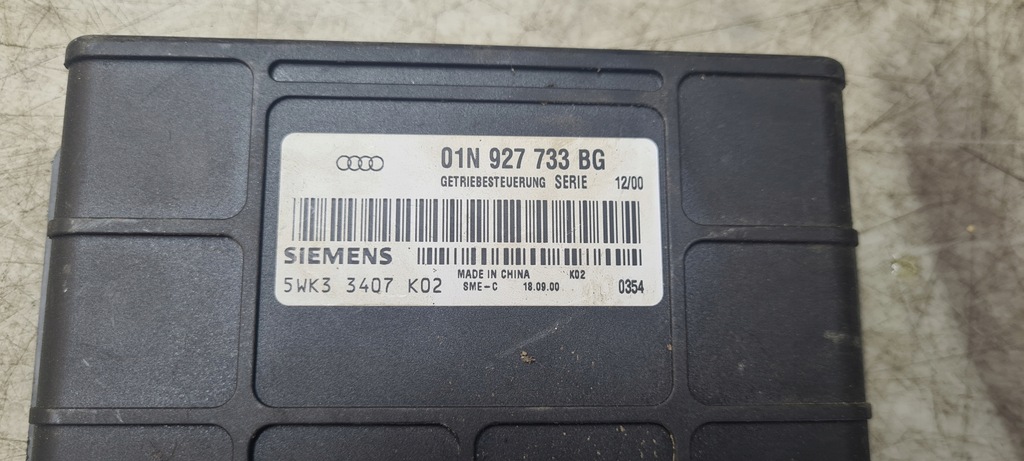 01N 927 733 BG
GETRIEBESTEUERUNG SERIE 12/00
SIEMENS
MADE IN CHINA K02
5WK3 3407 K02 SME-C 18.09.00 0354